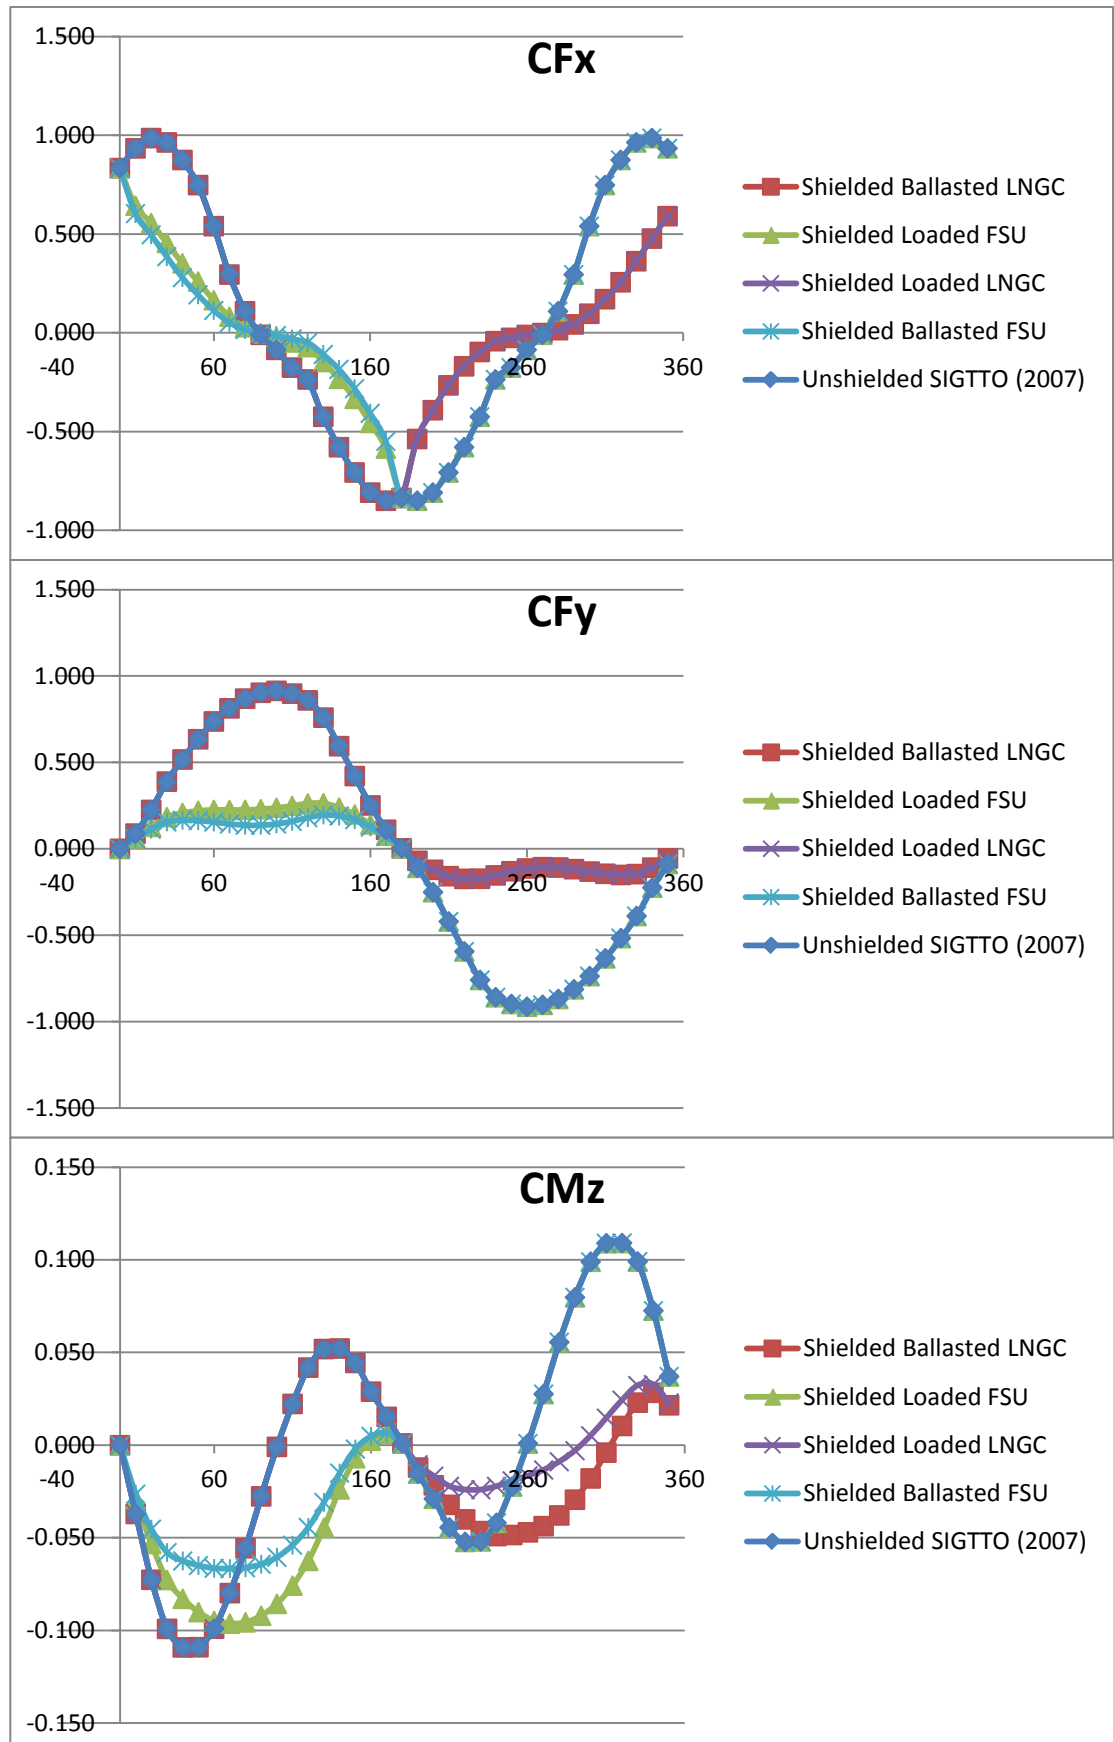 CFx
1.500
1.000
0.500
0.000
-0.500
-1.000
-40
60
160
260
360
Shielded Ballasted LNGC
Shielded Loaded FSU
Shielded Loaded LNGC
Shielded Ballasted FSU
Unshielded SIGTTO (2007)
CFy
1.500
1.000
0.500
0.000
-0.500
-1.000
-1.500
-40
60
160
260
360
Shielded Ballasted LNGC
Shielded Loaded FSU
Shielded Loaded LNGC
Shielded Ballasted FSU
Unshielded SIGTTO (2007)
CMz
0.150
0.100
0.050
0.000
-0.050
-0.100
-0.150
-40
60
160
260
360
Shielded Ballasted LNGC
Shielded Loaded FSU
Shielded Loaded LNGC
Shielded Ballasted FSU
Unshielded SIGTTO (2007)